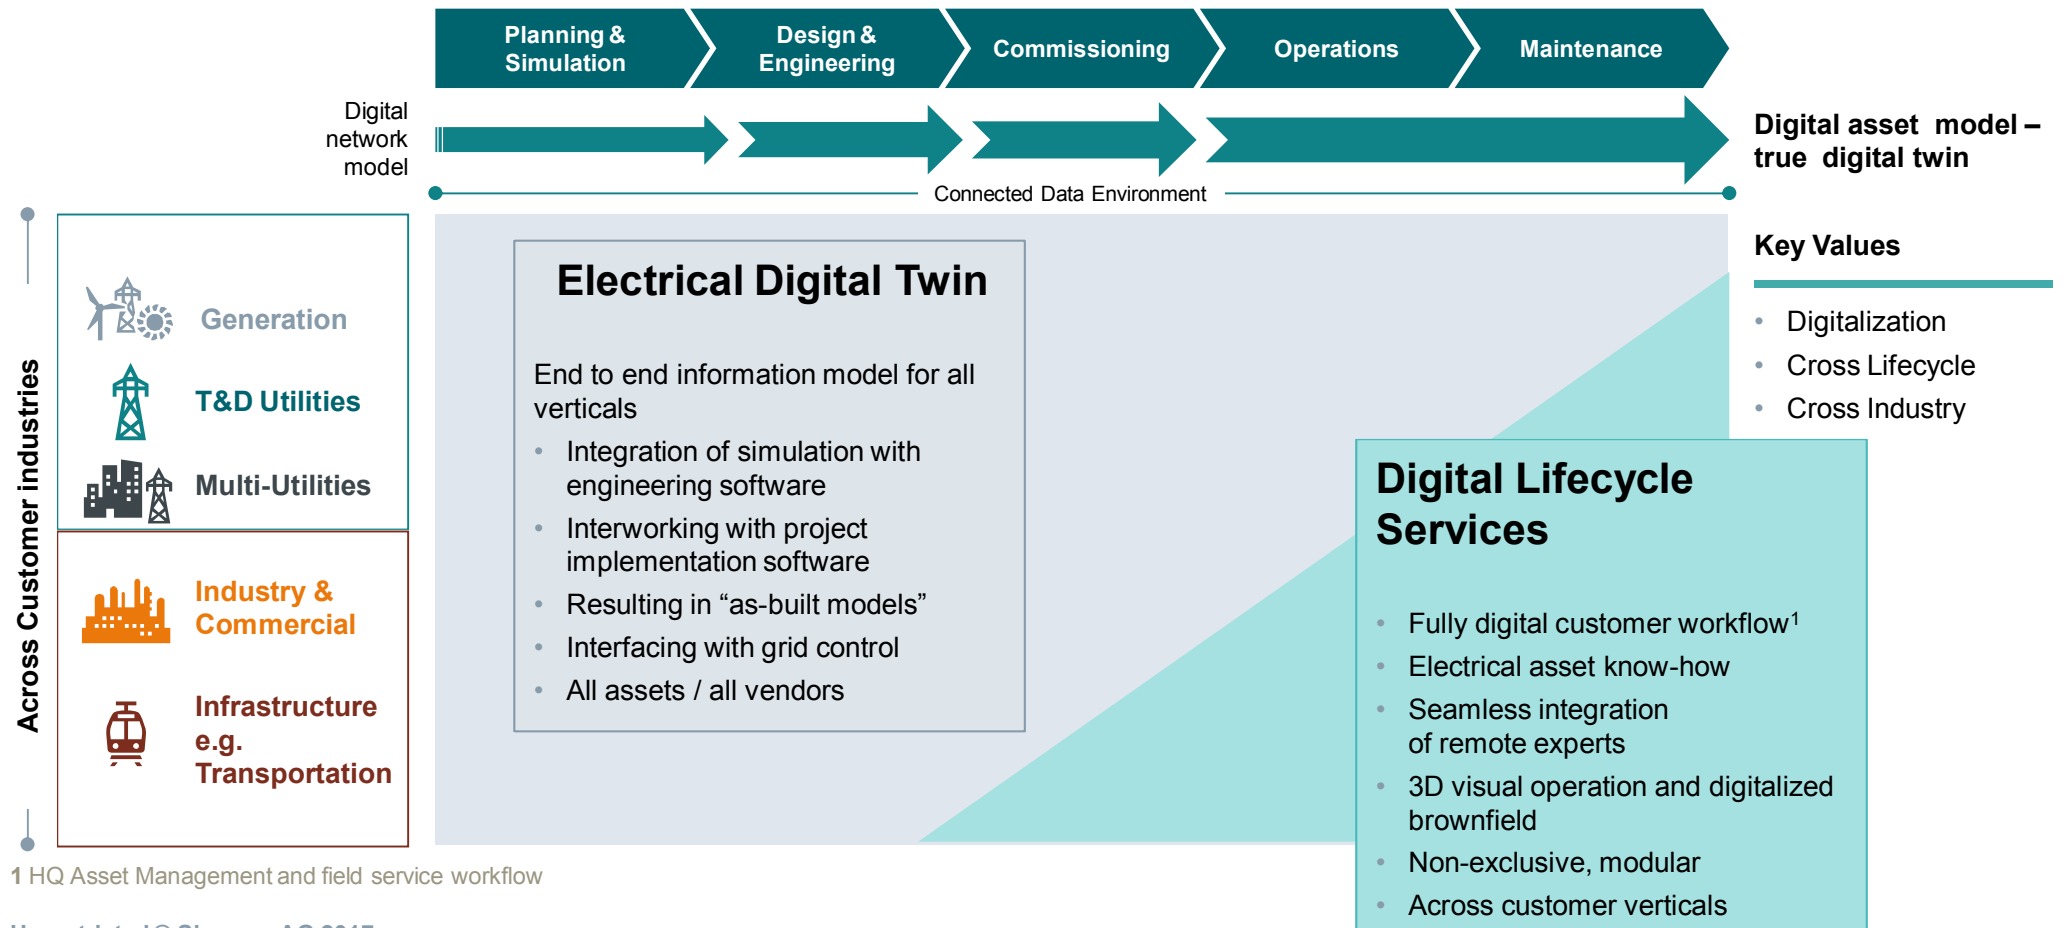 Planning &
Simulation
Design &
Engineering
Commissioning
Operations
Maintenance
Digital
network
model
Digital asset model –
true digital twin
Connected Data Environment
Across Customer industries
Generation
T&D Utilities
Multi-Utilities
Industry &
Commercial
Infrastructure
e.g.
Transportation
Electrical Digital Twin
End to end information model for all
verticals
• Integration of simulation with
engineering software
• Interworking with project
implementation software
• Resulting in “as-built models”
• Interfacing with grid control
• All assets / all vendors
Key Values
• Digitalization
• Cross Lifecycle
• Cross Industry
Digital Lifecycle
Services
• Fully digital customer workflow¹
• Electrical asset know-how
• Seamless integration
of remote experts
• 3D visual operation and digitalized
brownfield
• Non-exclusive, modular
• Across customer verticals
1 HQ Asset Management and field service workflow